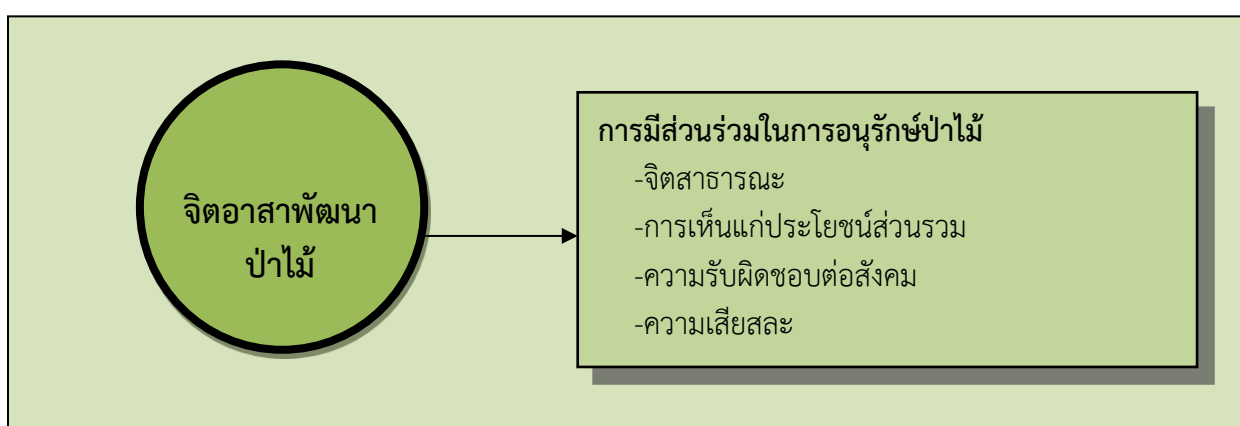 จิตอาสาพัฒนา
ป่าไม้
การมีส่วนร่วมในการอนุรักษ์ป่าไม้
-จิตสาธารณะ
-การเห็นแก่ประโยชน์ส่วนรวม
-ความรับผิดชอบต่อสังคม
-ความเสียสละ